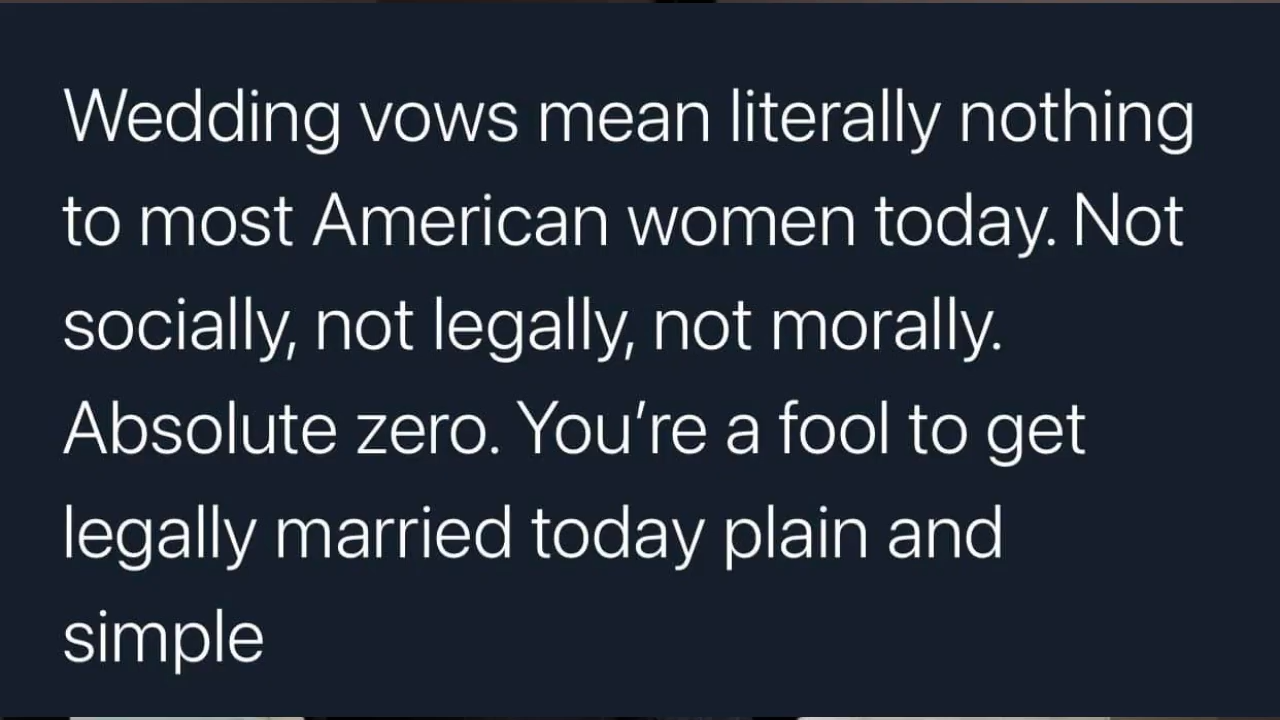 Wedding vows mean literally nothing
to most American women today. Not
socially, not legally, not morally.
Absolute zero. You’re a fool to get
legally married today plain and
simple